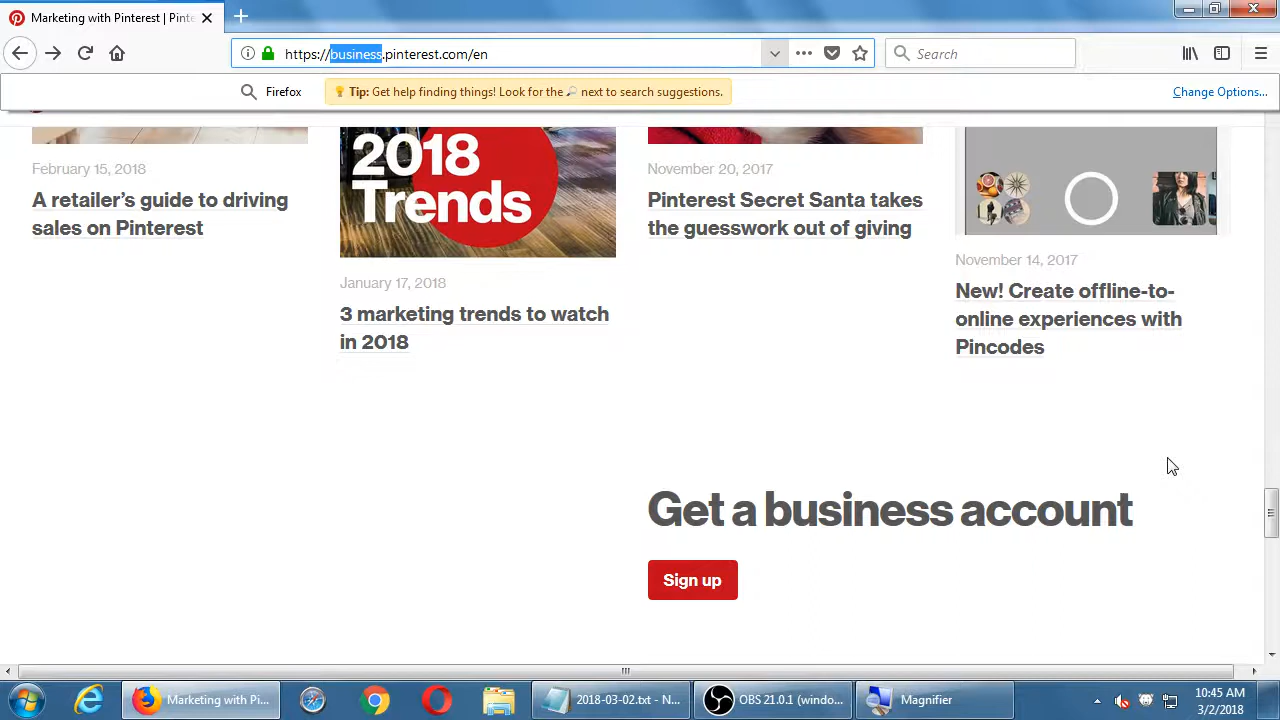 Marketing with Pinterest | Pinte
https://business.pinterest.com/en
Search
Firefox
Tip: Get help finding things! Look for the next to search suggestions.
Change Options...
February 15, 2018
A retailer’s guide to driving
sales on Pinterest
2018
Trends
January 17, 2018
3 marketing trends to watch
in 2018
November 20, 2017
Pinterest Secret Santa takes
the guesswork out of giving
November 14, 2017
New! Create offline-to-
online experiences with
Pincodes
Get a business account
Sign up
Marketing with Pi...
2018-03-02.txt - N...
OBS 21.0.1 (windo...
Magnifier
10:45 AM
3/2/2018